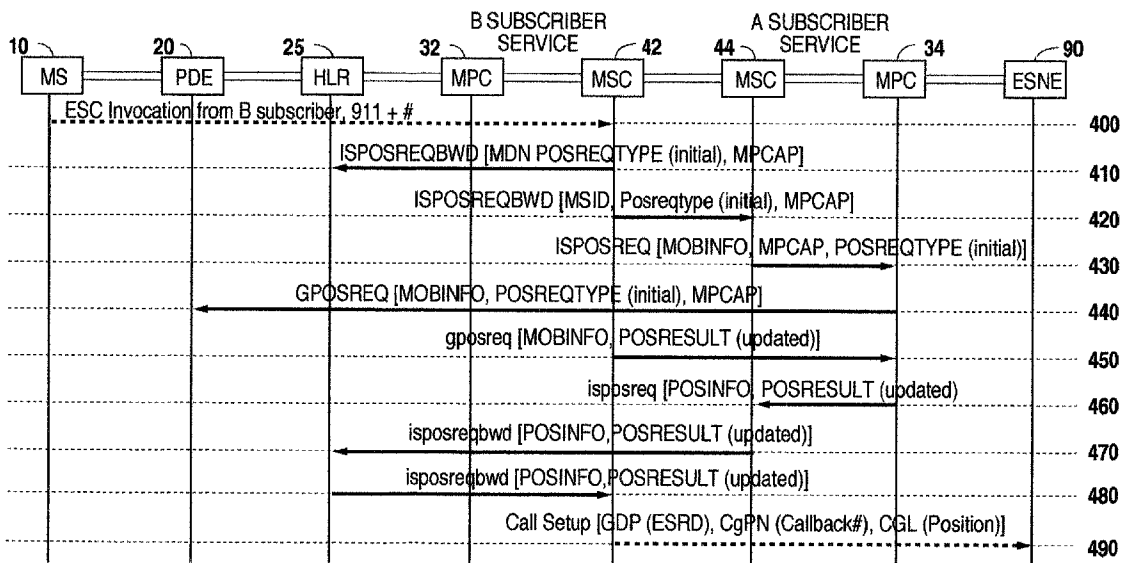 B SUBSCRIBER SERVICE
A SUBSCRIBER SERVICE
10 20 25 32 42 44 34 90
MS PDE HLR MPC MSC MSC MPC ESNE
ESC Invocation from B subscriber, 911 + #
400
ISPOSREQBWD [MDN POSREQTYPE (initial), MPCAP]
410
ISPOSREQBWD [MSID, Posreqtype (initial), MPCAP]
420
ISPOSREQ [MOBINFO, MPCAP, POSREQTYPE (initial)]
430
GPOSREQ [MOBINFO, POSREQTYPE (initial), MPCAP]
440
gposreq [MOBINFO, POSRESULT (updated)]
450
isposreq [POSINFO, POSRESULT (updated)
460
isposreqbwd [POSINFO,POSRESULT (updated)]
470
isposreqbwd [POSINFO,POSRESULT (updated)]
480
Call Setup [GDP (ESRD), CgPN (Callback#), CGL (Position)]
490